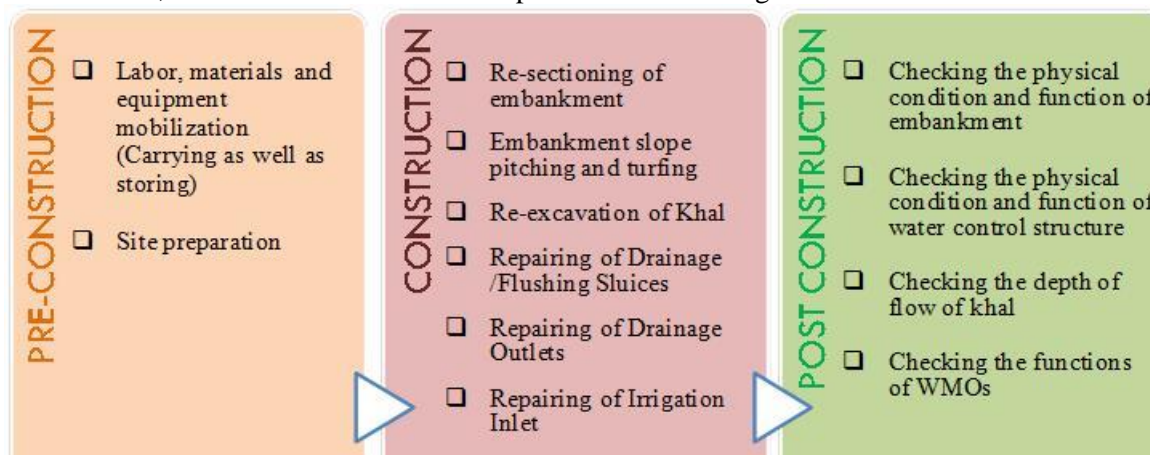 PRE-CONSTRUCTION
Labor, materials and
equipment
mobilization
(Carrying as well as
storing)
Site preparation
CONSTRUCTION
Re-sectioning of
embankment
Embankment slope
pitching and turfing
Re-excavation of Khal
Repairing of Drainage
/Flushing Sluices
Repairing of Drainage
Outlets
Repairing of Irrigation
Inlet
POST CONSTRUCTION
Checking the physical
condition and function of
embankment
Checking the physical
condition and function of
water control structure
Checking the depth of
flow of khal
Checking the functions
of WMOs